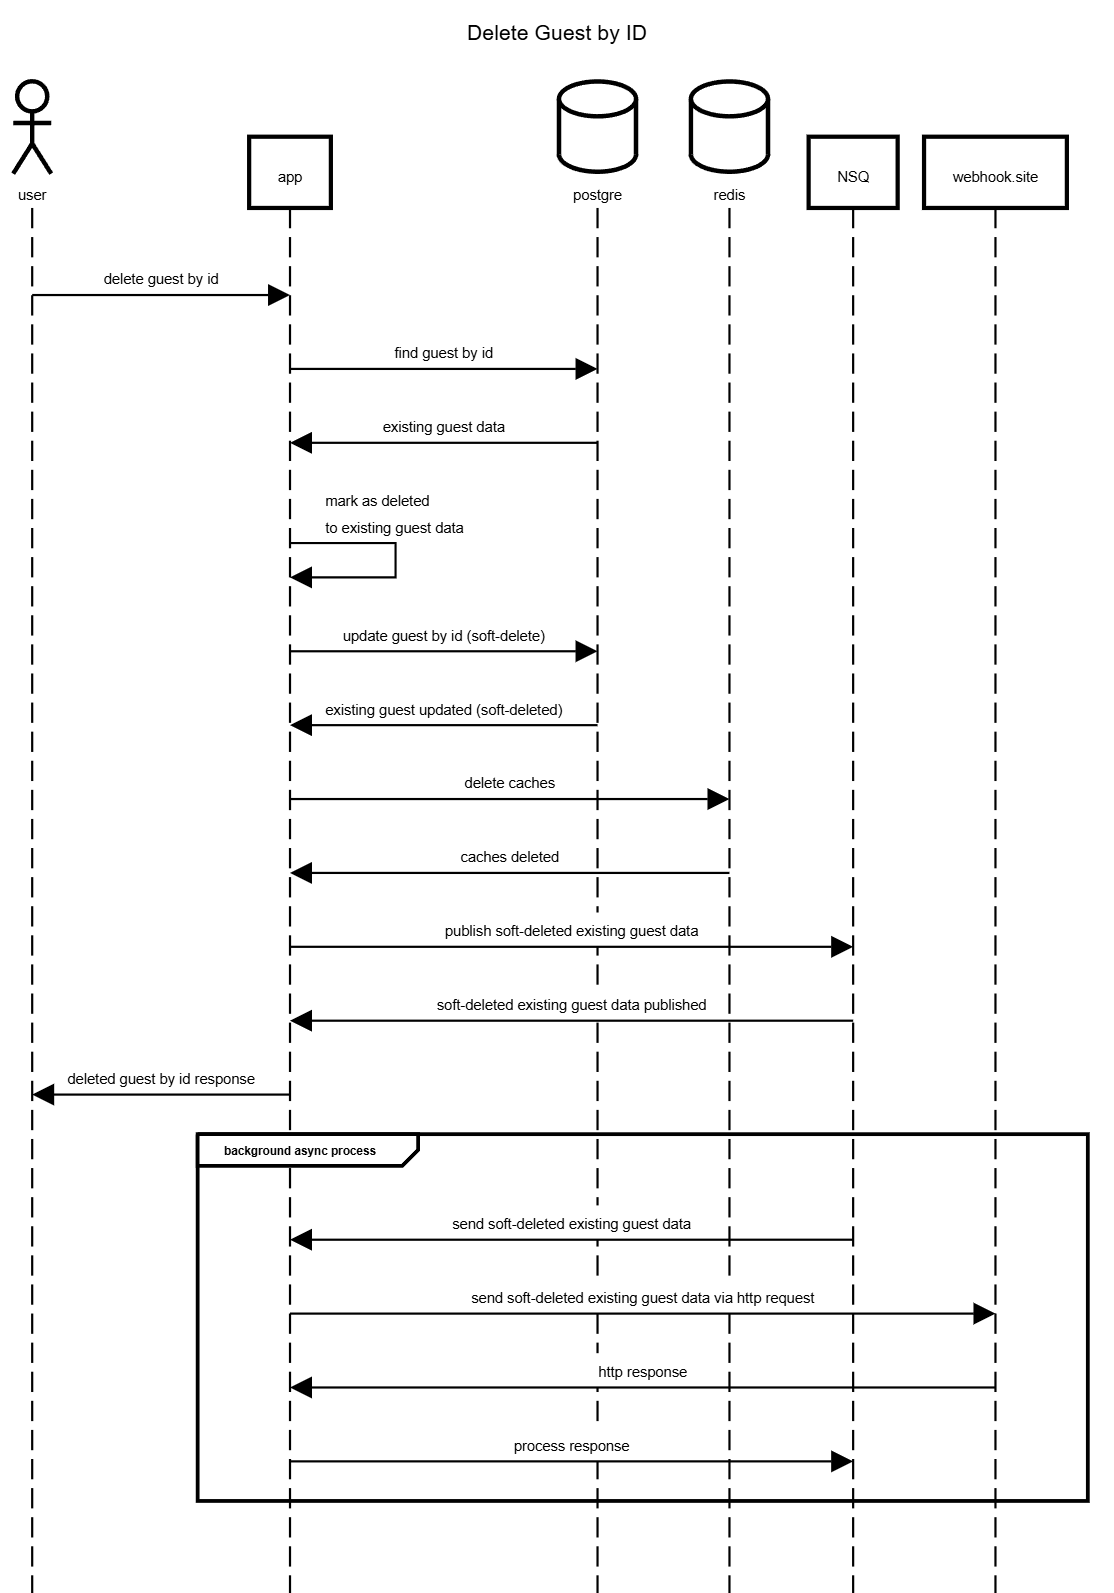 Delete Guest by ID
user
app
postgre
redis
NSQ
webhook.site
delete guest by id
find guest by id
existing guest data
mark as deleted
to existing guest data
update guest by id (soft-delete)
existing guest updated (soft-deleted)
delete caches
caches deleted
publish soft-deleted existing guest data
soft-deleted existing guest data published
deleted guest by id response
background async process
send soft-deleted existing guest data
send soft-deleted existing guest data via http request
http response
process response